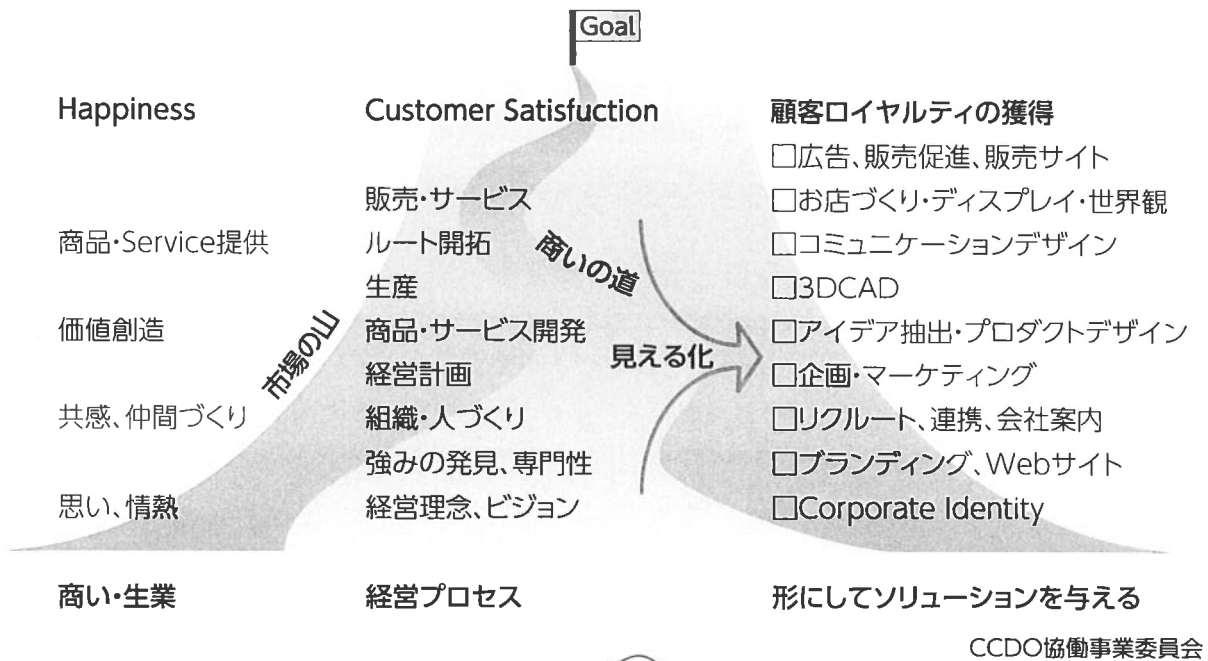 Goal
Happiness
Customer Satisfuction
顧客ロイヤルティの獲得
□広告、販売促進、販売サイト
販売・サービス
□お店づくり・ディスプレイ・世界観
商品・Service提供
ルート開拓
商いの道
□コミュニケーションデザイン
生産
□3DCAD
価値創造
市場の山
商品・サービス開発
見える化
□アイデア抽出・プロダクトデザイン
経営計画
□企画・マーケティング
共感、仲間づくり
組織・人づくり
□リクルート、連携、会社案内
強みの発見、専門性
□ブランディング、Webサイト
思い、情熱
経営理念、ビジョン
□Corporate Identity
商い・生業
経営プロセス
形にしてソリューションを与える
CCDO協働事業委員会